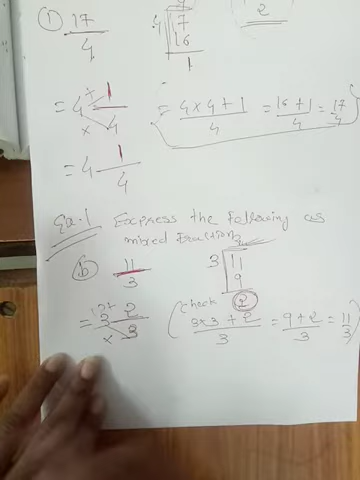 ① 17/4
4 17
16
1
2
= 4 1/4 = 4×4+1/4 = 16+1/4 = 17/4
= 4 1/4
Ex.1 Express the following as
mixed fraction.
b 11/3
3 11
9
2
= 3 2/3 (Check 3×3+2/3 = 9+2/3 = 11/3)